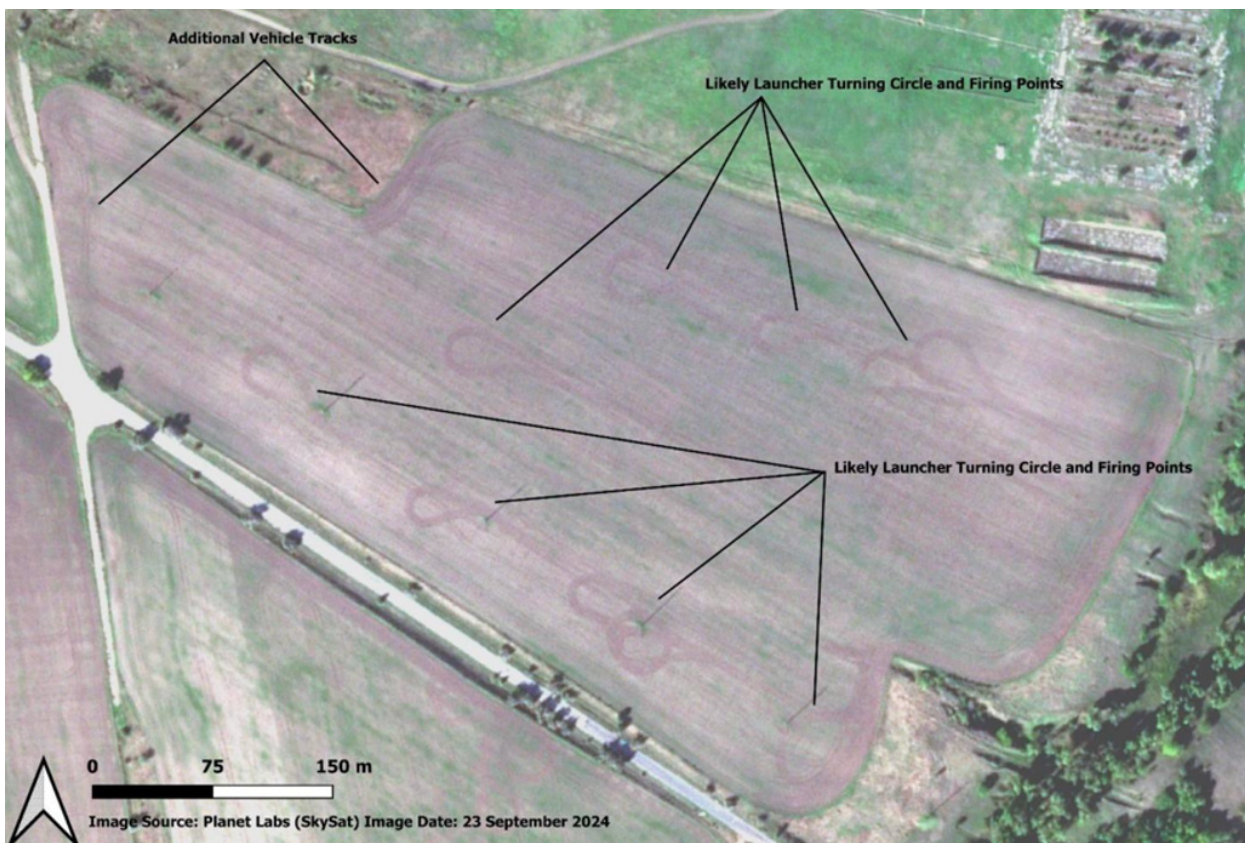 Additional Vehicle Tracks
Likely Launcher Turning Circle and Firing Points
Likely Launcher Turning Circle and Firing Points
0 75 150 m
Image Source: Planet Labs (SkySat) Image Date: 23 September 2024